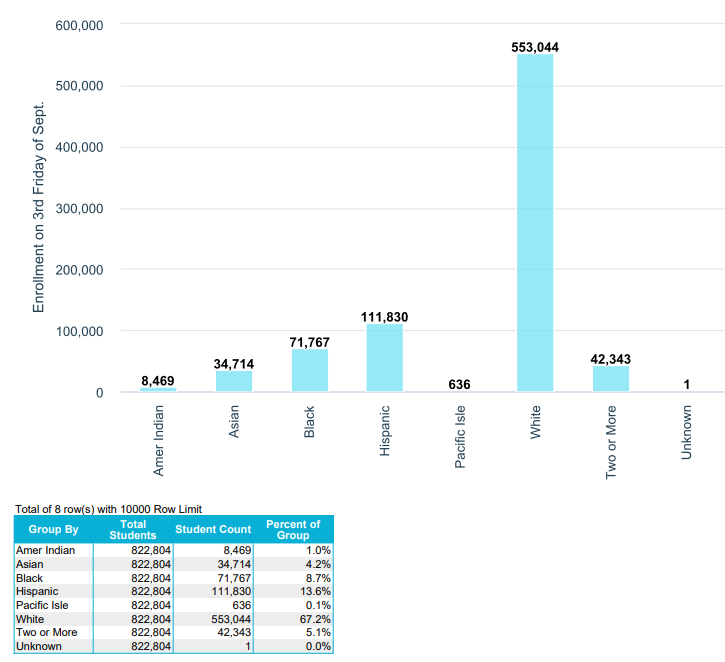 600,000
500,000
400,000
300,000
200,000
100,000
0
Enrollment on 3rd Friday of Sept.
8,469
34,714
71,767
111,830
636
553,044
42,343
1
Amer Indian
Asian
Black
Hispanic
Pacific Isle
White
Two or More
Unknown
Total of 8 row(s) with 10000 Row Limit
Group By Total Students Student Count Percent of Group
Amer Indian 822,804 8,469 1.0%
Asian 822,804 34,714 4.2%
Black 822,804 71,767 8.7%
Hispanic 822,804 111,830 13.6%
Pacific Isle 822,804 636 0.1%
White 822,804 553,044 67.2%
Two or More 822,804 42,343 5.1%
Unknown 822,804 1 0.0%